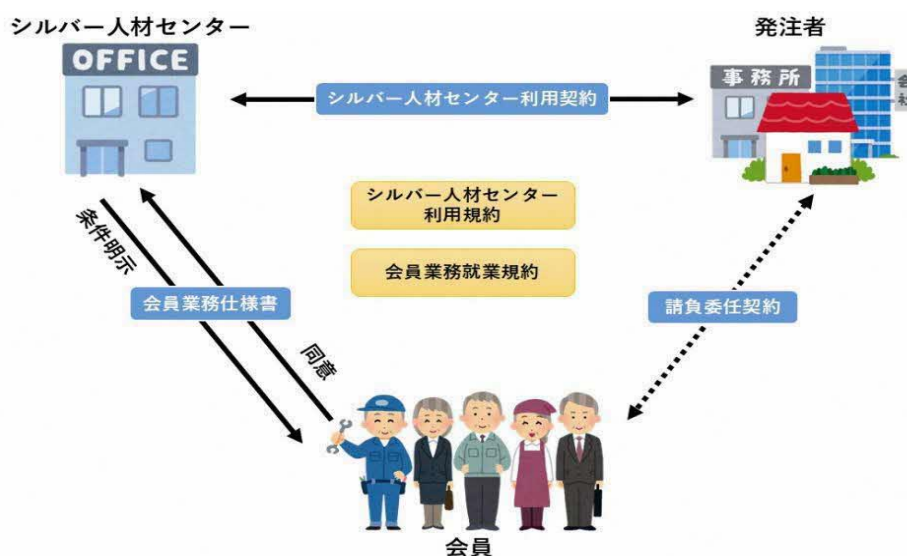 シルバー人材センター
発注者
OFFICE
事務所
会社
シルバー人材センター利用契約
シルバー人材センター
利用規約
会員業務就業規約
条件明示
会員業務仕様書
同意
請負委任契約
会員